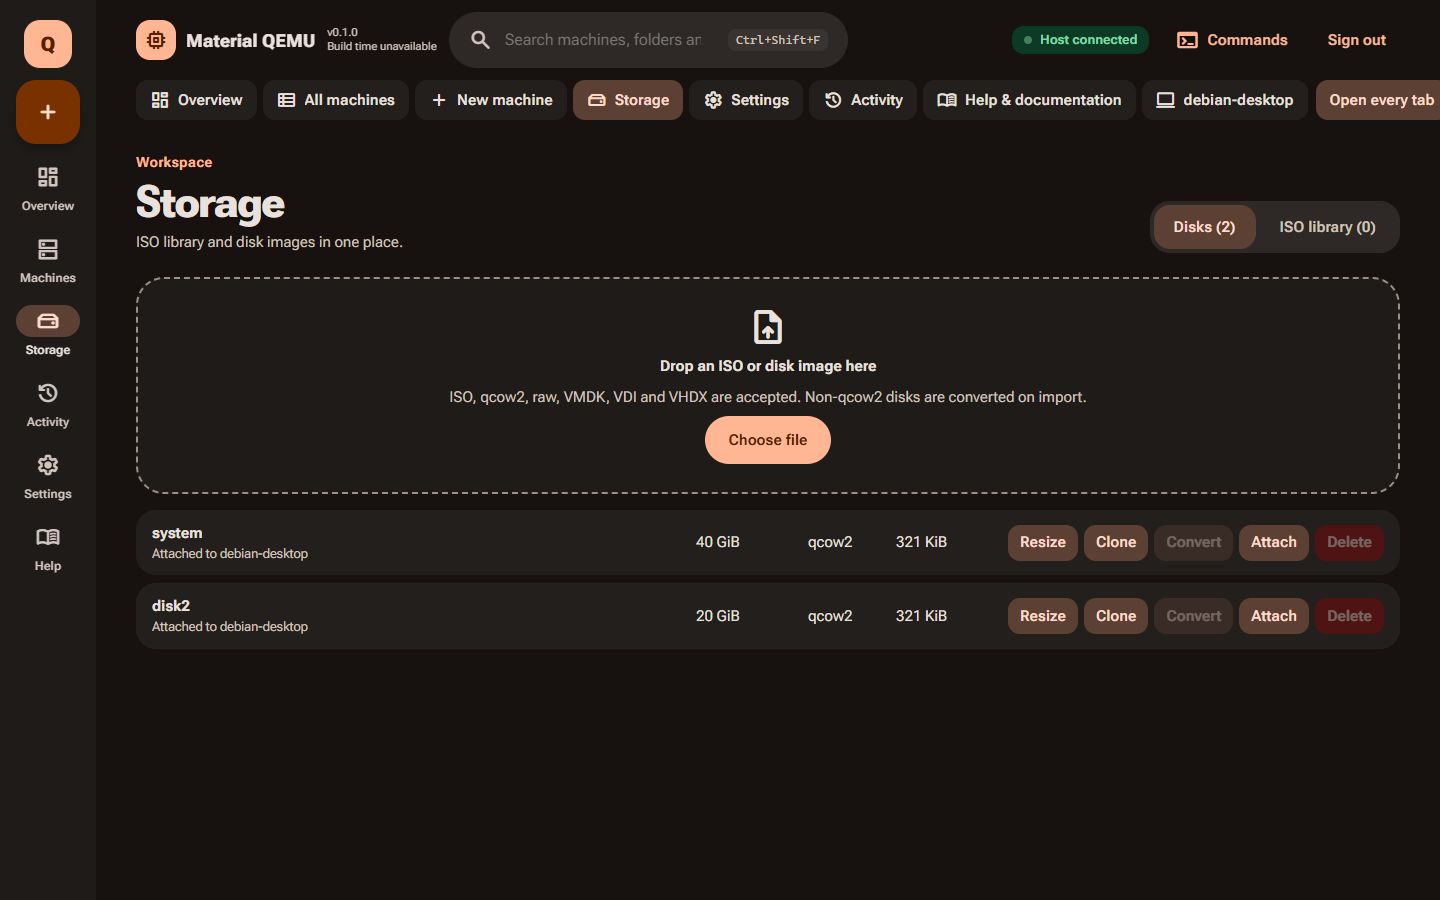 Q
Material QEMU
v0.1.0
Build time unavailable
Search machines, folders an
Ctrl+Shift+F
Host connected
Commands
Sign out
Overview
All machines
New machine
Storage
Settings
Activity
Help & documentation
debian-desktop
Open every tab
Overview
Machines
Storage
Activity
Settings
Help
Workspace
Storage
ISO library and disk images in one place.
Disks (2)
ISO library (0)
Drop an ISO or disk image here
ISO, qcow2, raw, VMDK, VDI and VHDX are accepted. Non-qcow2 disks are converted on import.
Choose file
system
Attached to debian-desktop
40 GiB
qcow2
321 KiB
Resize
Clone
Convert
Attach
Delete
disk2
Attached to debian-desktop
20 GiB
qcow2
321 KiB
Resize
Clone
Convert
Attach
Delete